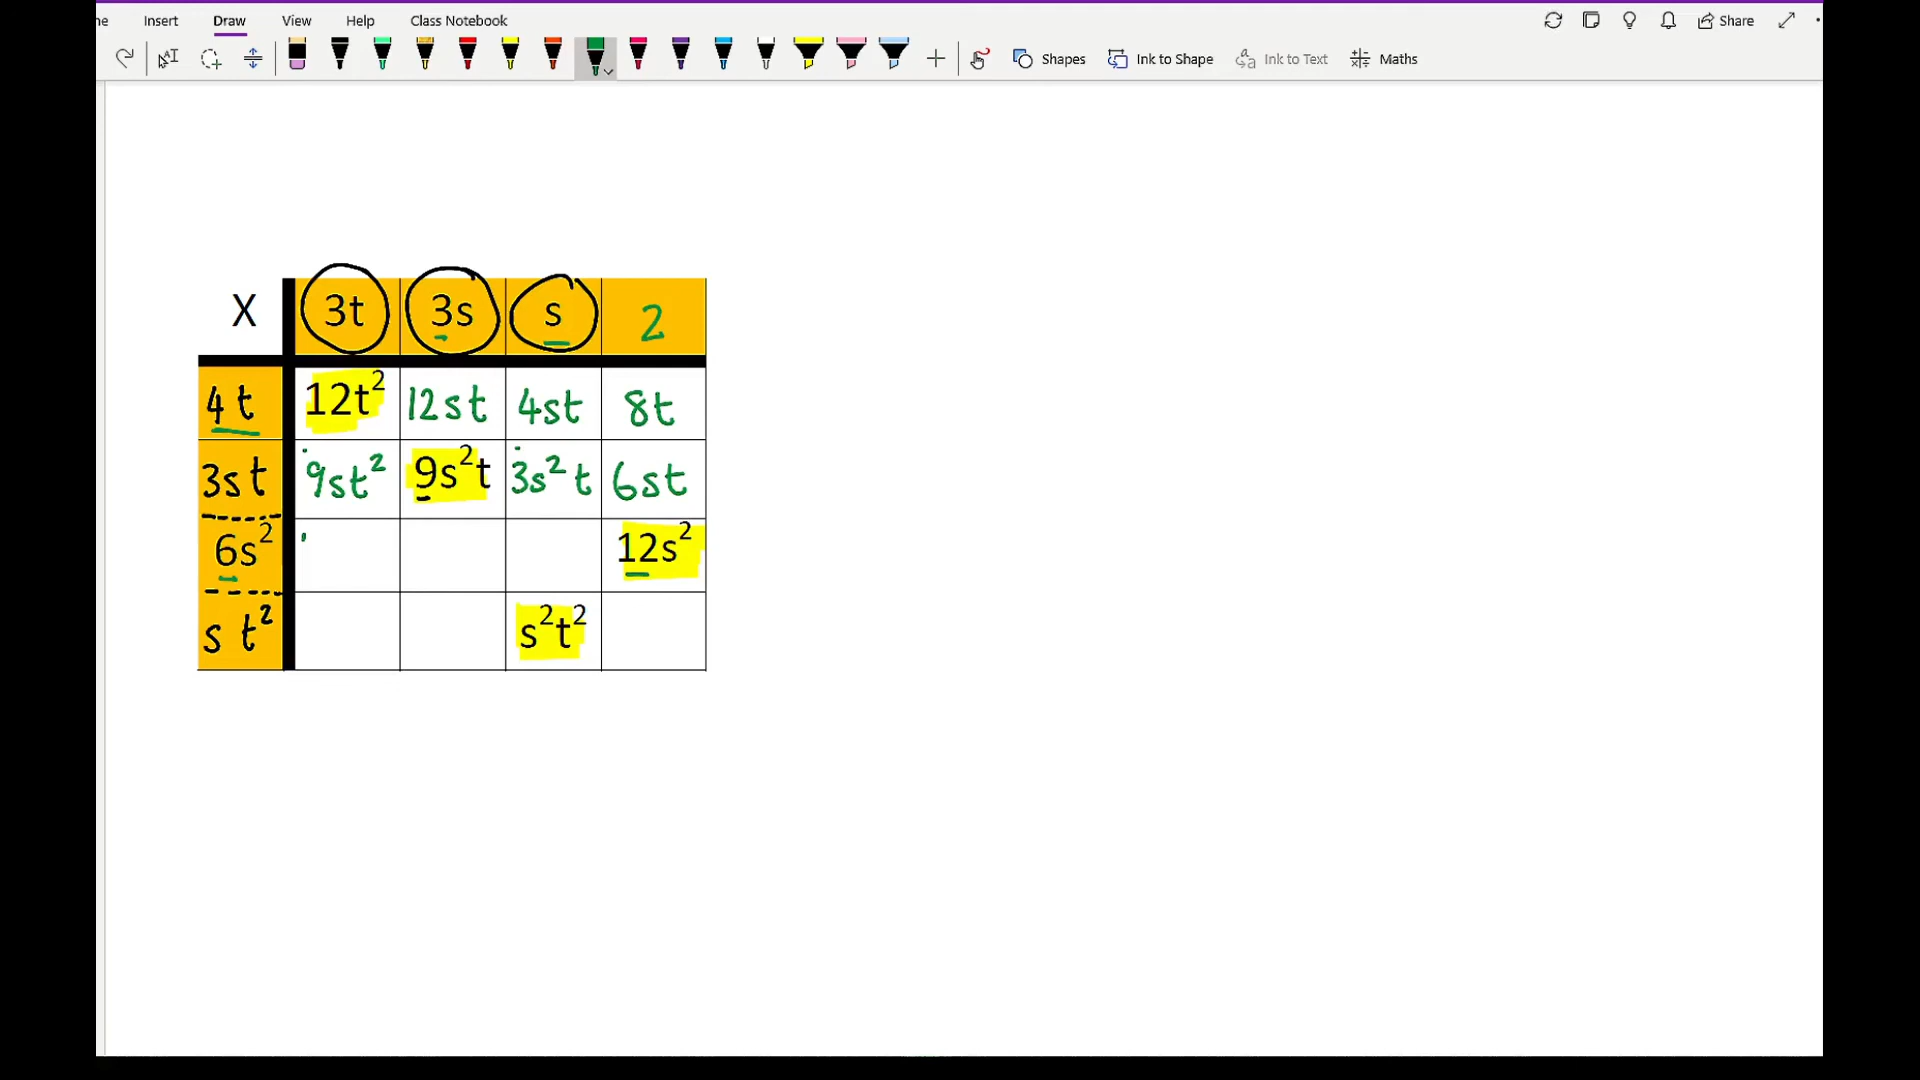 ne Insert Draw View Help Class Notebook Share
Shapes Ink to Shape Ink to Text Maths
X 3t 3s s 2
4t 12t² 12st 4st 8t
3st 9st² 9s²t 3s²t 6st
6s² 12s²
st² s²t²